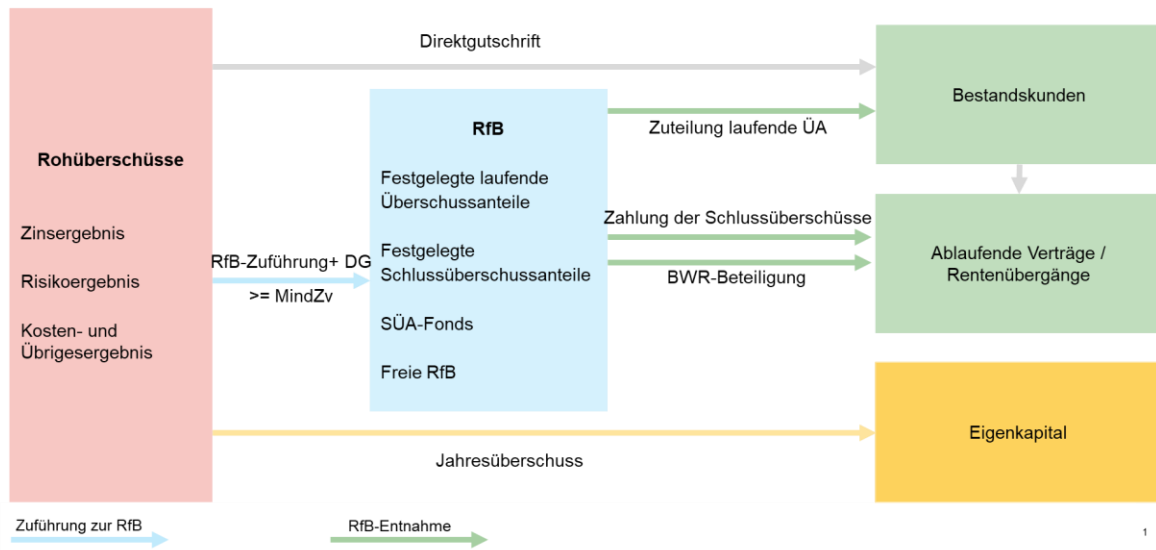 Direktgutschrift
Rohüberschüsse
Zinsergebnis
Risikoergebnis
Kosten- und
Übrigesergebnis
RfB-Zuführung+ DG
>= MindZv
RfB
Festgelegte laufende
Überschussanteile
Festgelegte
Schlussüberschussanteile
SÜA-Fonds
Freie RfB
Zuteilung laufende ÜA
Zahlung der Schlussüberschüsse
BWR-Beteiligung
Bestandskunden
Ablaufende Verträge /
Rentenübergänge
Eigenkapital
Jahresüberschuss
Zuführung zur RfB
RfB-Entnahme
1